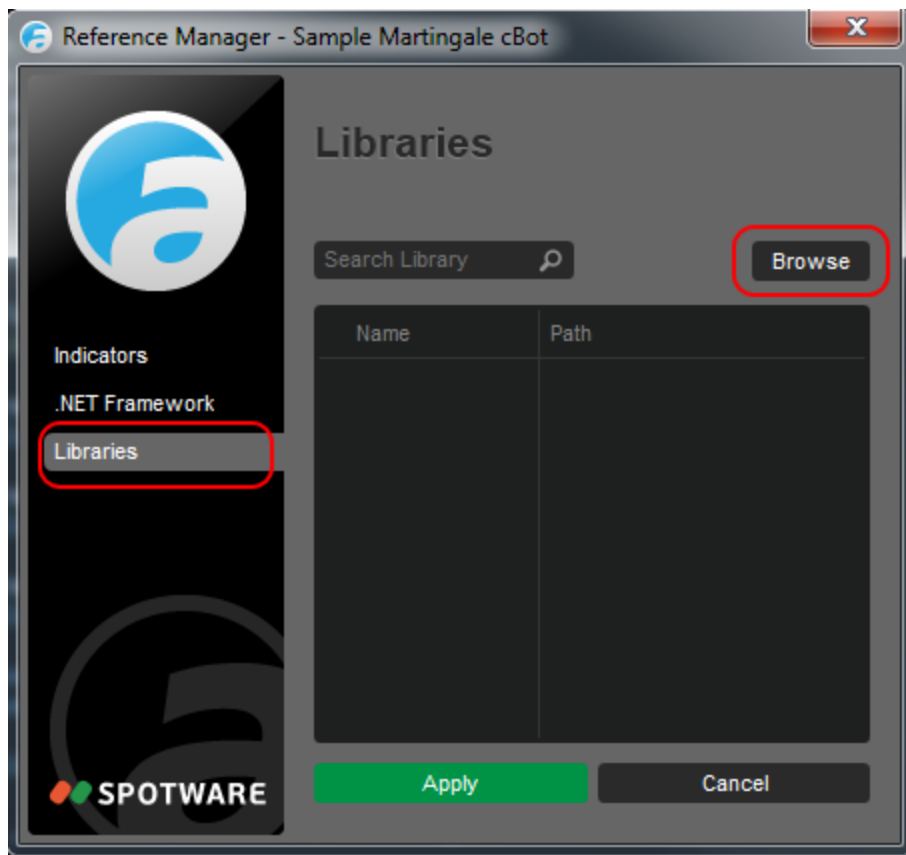 Reference Manager - Sample Martingale cBot
Libraries
Search Library
Browse
Name Path
Indicators
.NET Framework
Libraries
SPOTWARE
Apply Cancel